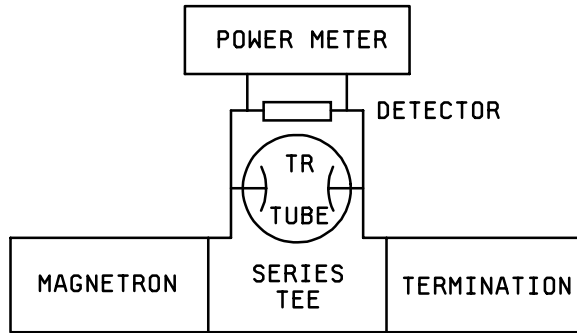 POWER METER
DETECTOR
TR
TUBE
MAGNETRON
SERIES
TEE
TERMINATION